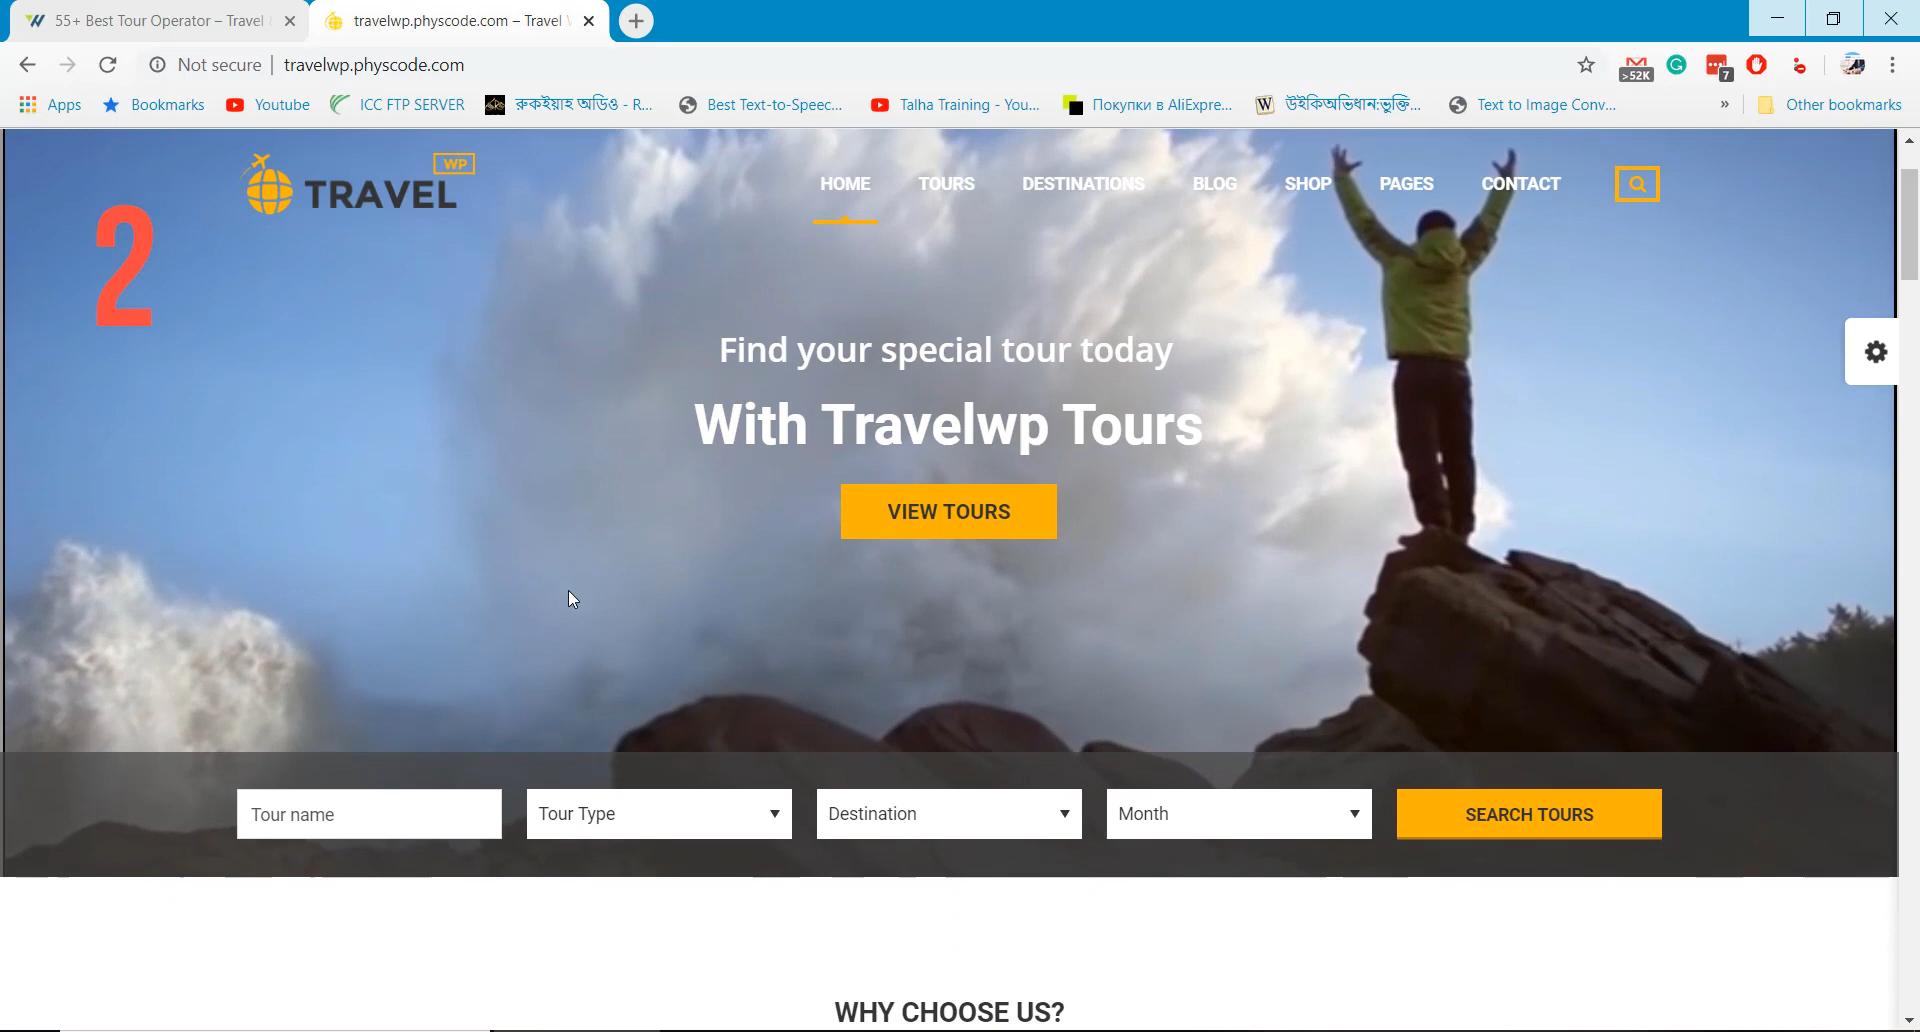 55+ Best Tour Operator – Travel
travelwp.physcode.com – Travel
Not secure
travelwp.physcode.com
>52K
7
Apps
Bookmarks
Youtube
ICC FTP SERVER
রুকইয়াহ অডিও - R...
Best Text-to-Speec...
Talha Training - You...
Покупки в AliExpre...
W
উইকিঅভিধান:ভুক্তি...
Text to Image Conv...
»
Other bookmarks
TRAVEL WP
HOME
TOURS
DESTINATIONS
BLOG
SHOP
PAGES
CONTACT
2
Find your special tour today
With Travelwp Tours
VIEW TOURS
Tour name
Tour Type
Destination
Month
SEARCH TOURS
WHY CHOOSE US?